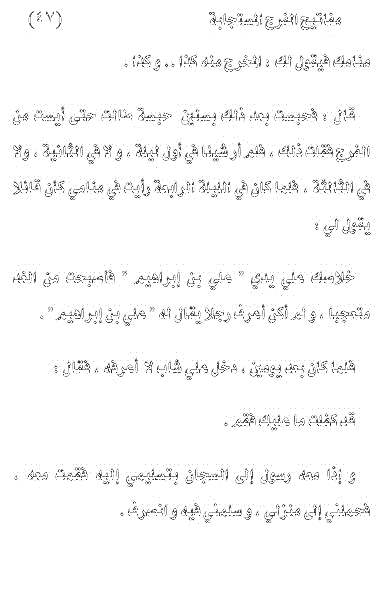 مفاتيح الفرج المستجابة (٤٧)
منامك فيقول لك : المخرج منه كذا .. وكذا .
قال : فحبست بعد ذلك بسنين حبسة طالت حتى أيست من
الفرج فقلت ذلك ، فلم أر شيئا في أول ليلة ، و لا في الثانية ، ولا
في الثالثة ، فلما كان في الليلة الرابعة رأيت في منامي كأن قائلا
يقول لي :
خلاصك على يدي " علي بن إبراهيم " فأصبحت من الغد
متعجبا ، و لم أكن أعرف رجلا يقال له " علي بن إبراهيم " .
فلما كان بعد يومين ، دخل علي شاب لا أعرفه ، فقال :
قد كفلت ما عليك فقم .
و إذا معه رسول إلى السجان بتسليمي إليه فقمت معه ،
فحملني إلى منزلي ، و سلمني فيه و انصرف .